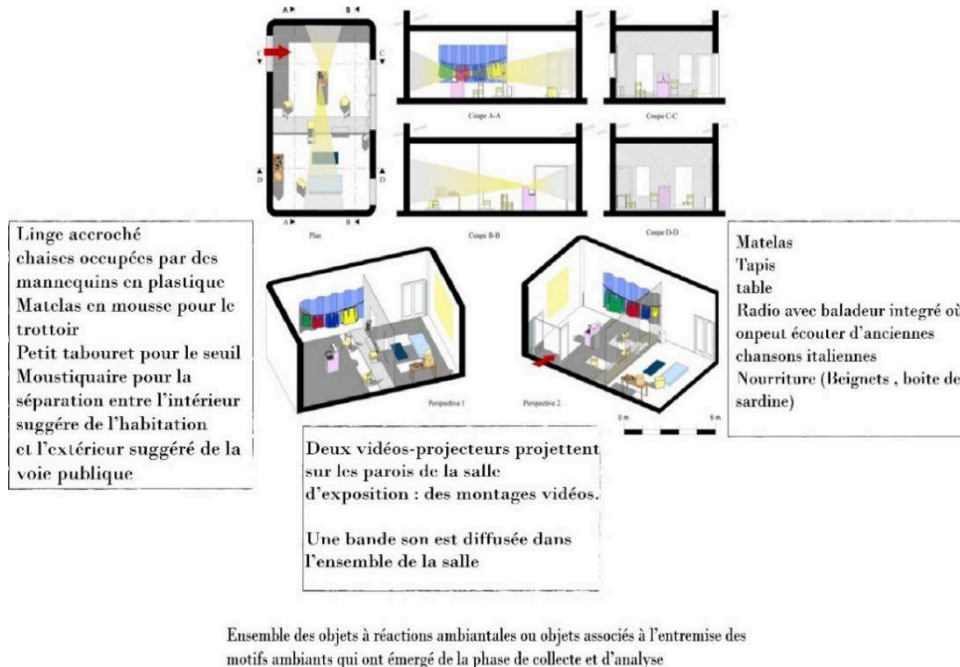 A
B
C
C
D
D
A
B
Plan
Coupe A-A
Coupe C-C
Coupe B-B
Coupe D-D
Linge accroché
chaises occupées par des
mannequins en plastique
Matelas en mousse pour le
trottoir
Petit tabouret pour le seuil
Moustiquaire pour la
séparation entre l'intérieur
suggére de l'habitation
et l'extérieur suggéré de la
voie publique
Perspective 1
Perspective 2
0 m
Matelas
Tapis
table
Radio avec baladeur integré où
onpeut écouter d'anciennes
chansons italiennes
Nourriture (Beignets , boite de
sardine)
Deux vidéos-projecteurs projettent
sur les parois de la salle
d'exposition : des montages vidéos.
Une bande son est diffusée dans
l'ensemble de la salle
Ensemble des objets à réactions ambiantales ou objets associés à l'entremise des
motifs ambiants qui ont émergé de la phase de collecte et d'analyse